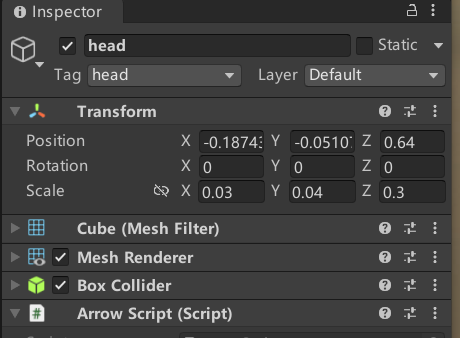 Inspector
head
Static
Tag head Layer Default
Transform
Position X -0.18743 Y -0.05107 Z 0.64
Rotation X 0 Y 0 Z 0
Scale X 0.03 Y 0.04 Z 0.3
Cube (Mesh Filter)
Mesh Renderer
Box Collider
Arrow Script (Script)